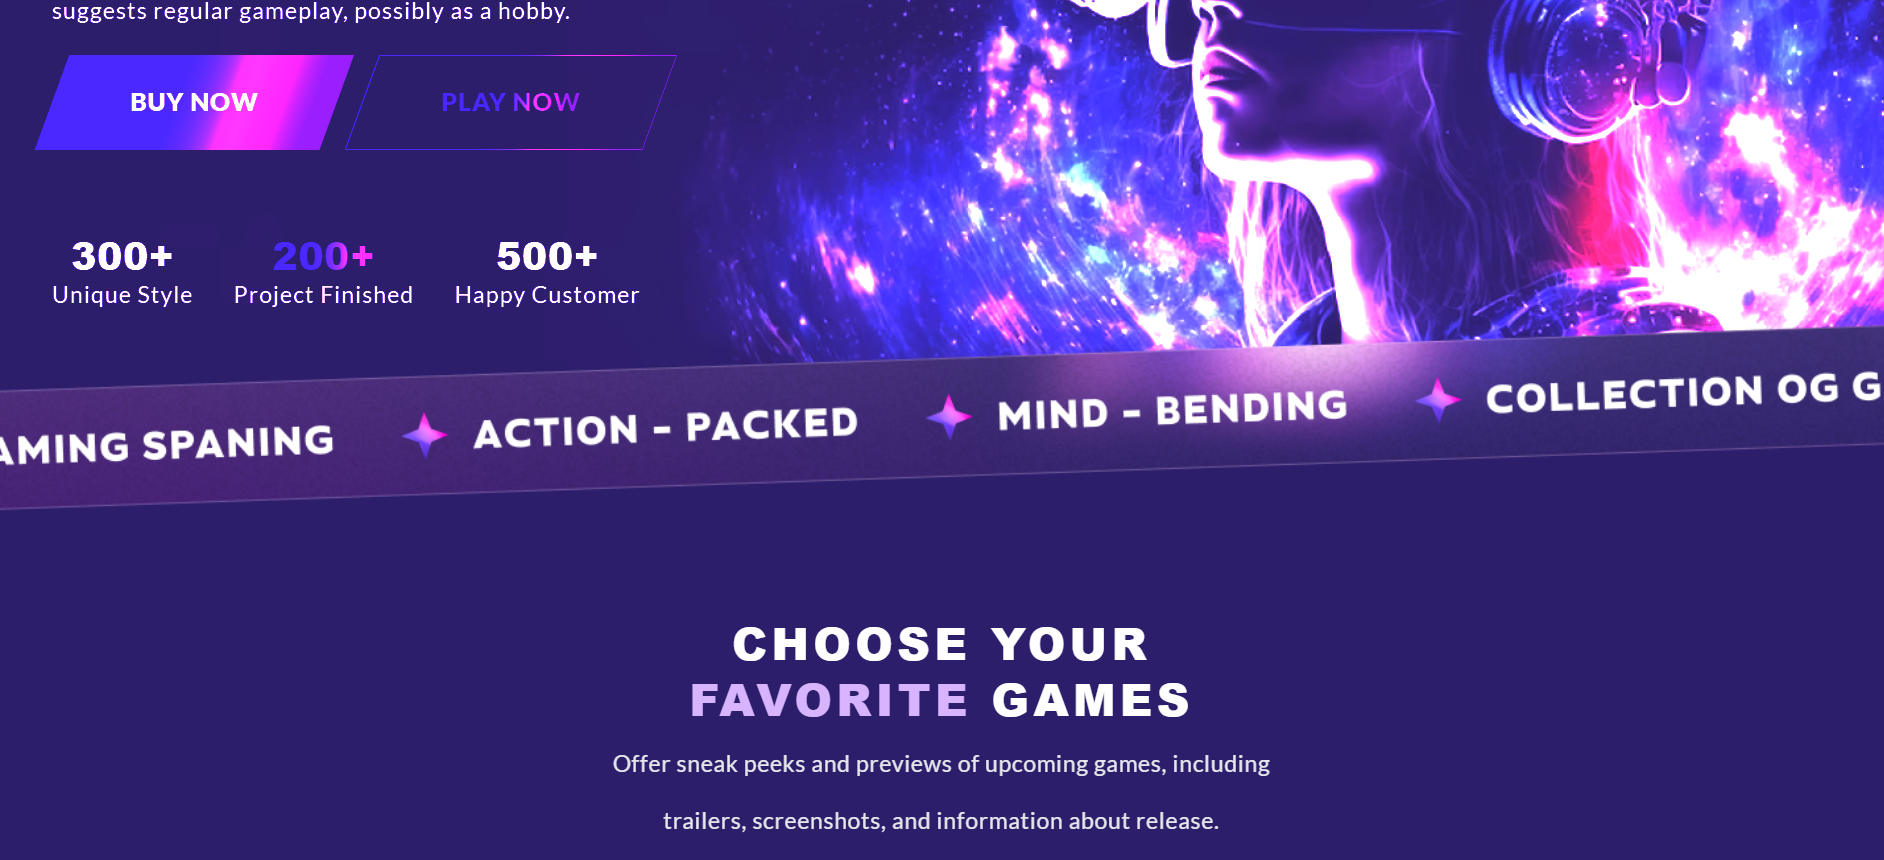 suggests regular gameplay, possibly as a hobby.
BUY NOW
PLAY NOW
300+
Unique Style
200+
Project Finished
500+
Happy Customer
AMING SPANING
ACTION - PACKED
MIND - BENDING
COLLECTION OG G
CHOOSE YOUR
FAVORITE GAMES
Offer sneak peeks and previews of upcoming games, including
trailers, screenshots, and information about release.